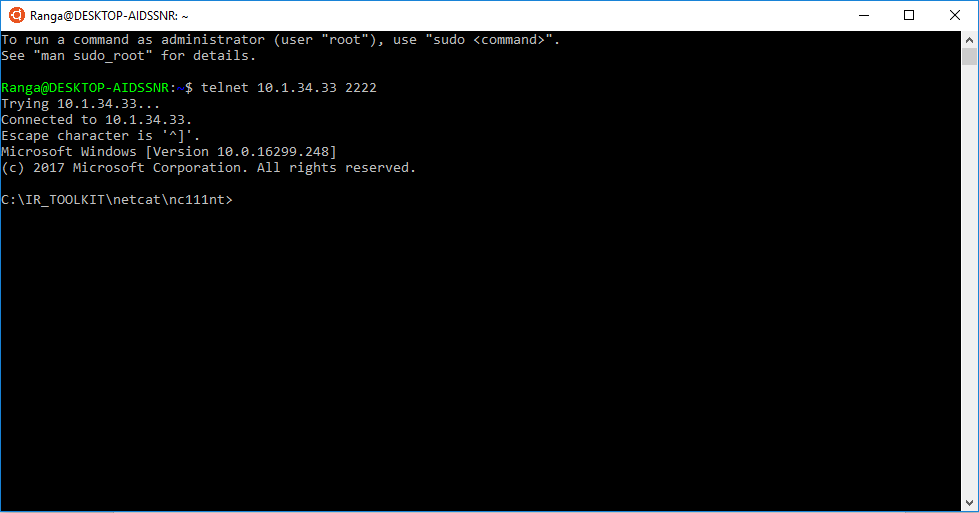 Ranga@DESKTOP-AIDSSNR: ~
To run a command as administrator (user "root"), use "sudo <command>".
See "man sudo_root" for details.
Ranga@DESKTOP-AIDSSNR:~$ telnet 10.1.34.33 2222
Trying 10.1.34.33...
Connected to 10.1.34.33.
Escape character is '^]'.
Microsoft Windows [Version 10.0.16299.248]
(c) 2017 Microsoft Corporation. All rights reserved.
C:\IR_TOOLKIT\netcat\nc111nt>